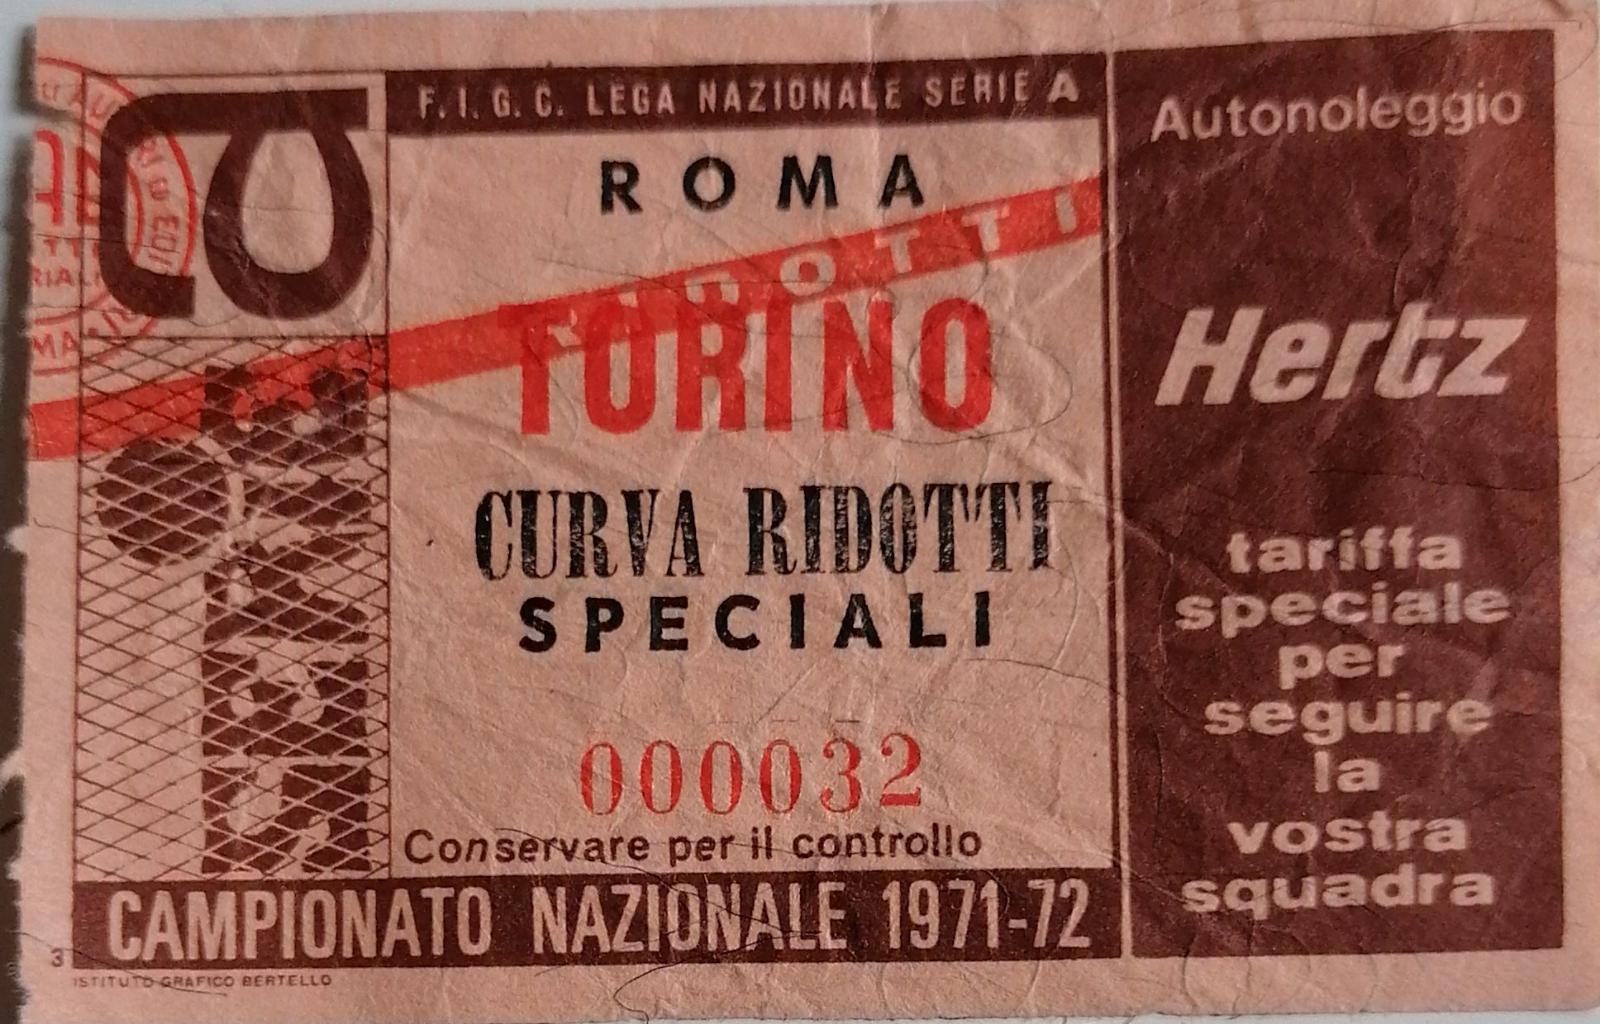 F. I. G. C. LEGA NAZIONALE SERIE A
ROMA
RIDOTTI
TORINO
CURVA RIDOTTI
SPECIALI
000032
Conservare per il controllo
CAMPIONATO NAZIONALE 1971-72
3
ISTITUTO GRAFICO BERTELLO
Autonoleggio
Hertz
tariffa
speciale
per
seguire
la
vostra
squadra